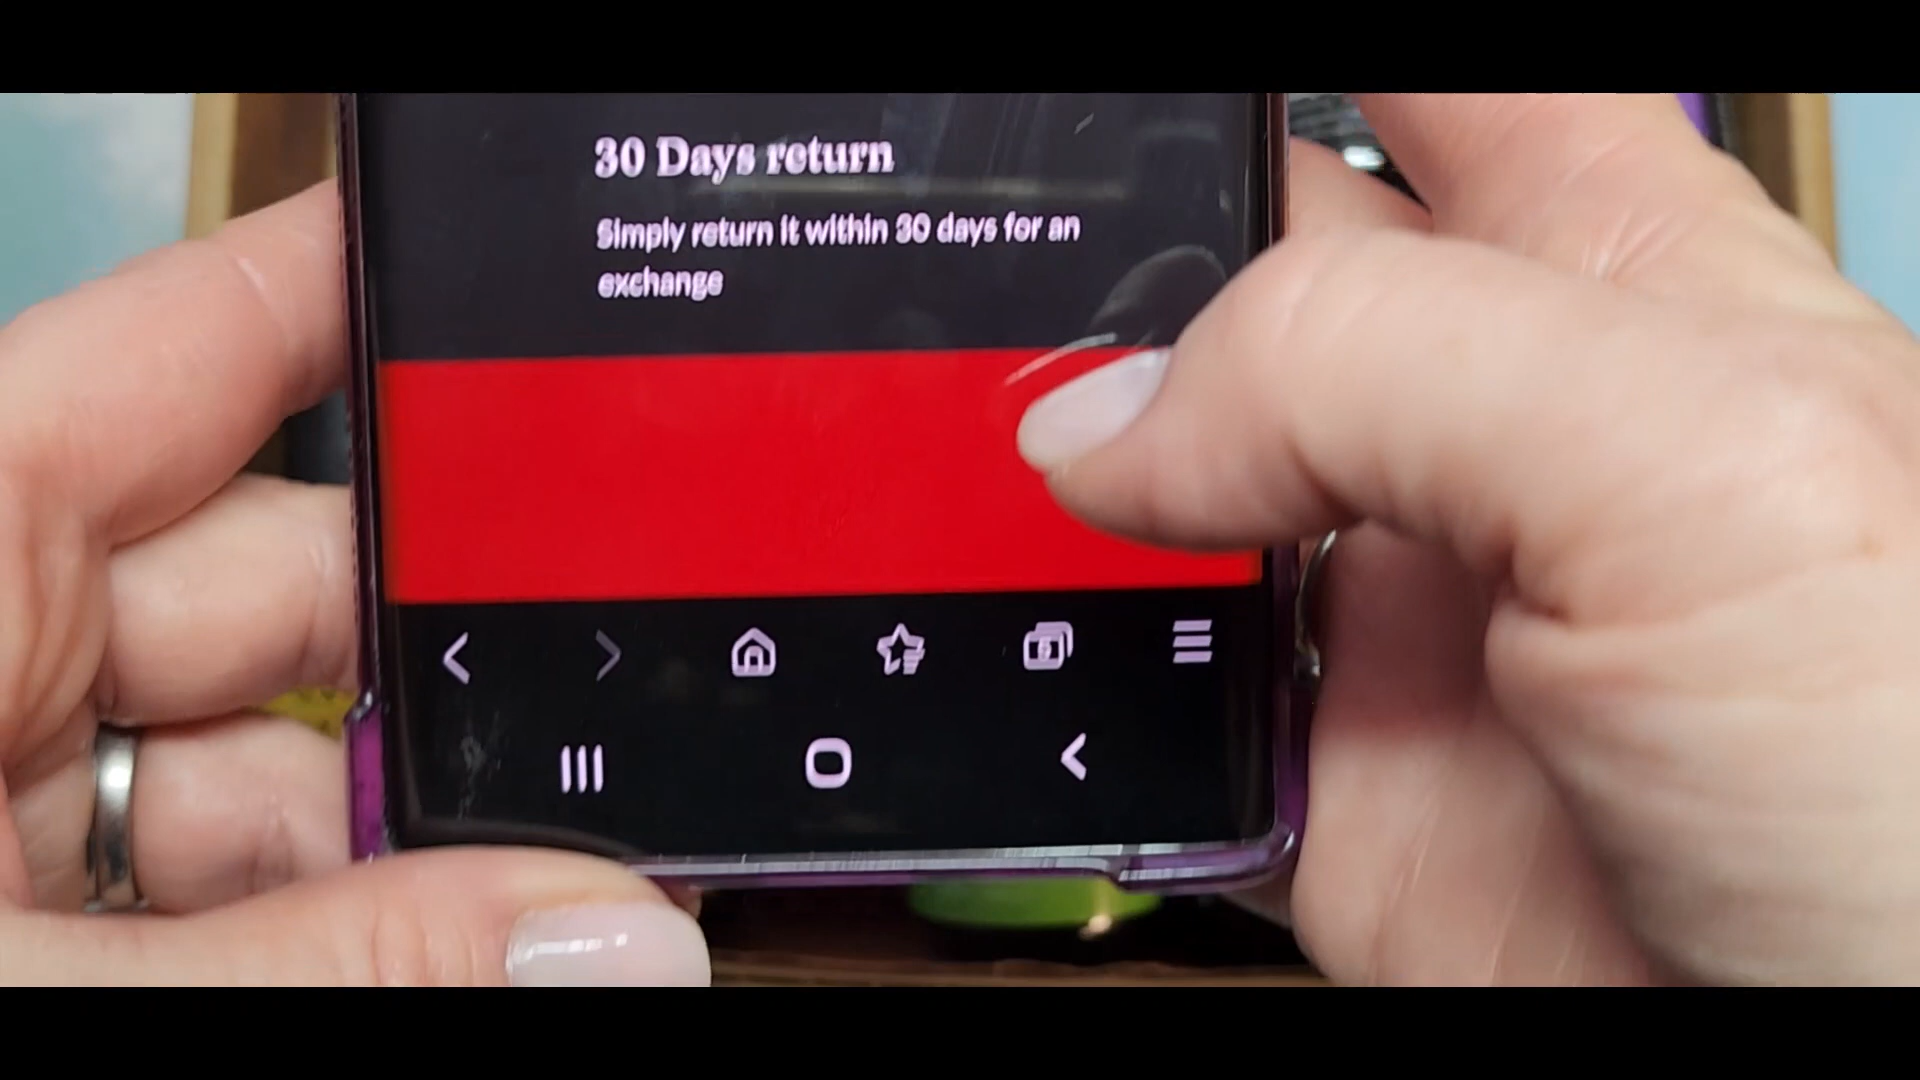 30 Days return
Simply return it within 30 days for an
exchange